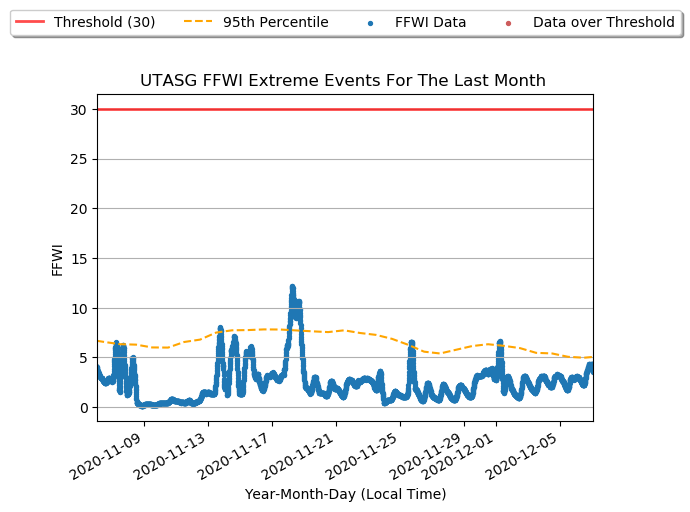 Threshold (30) 95th Percentile FFWI Data Data over Threshold
UTASG FFWI Extreme Events For The Last Month
30
25
20
15
10
5
0
FFWI
2020-11-09 2020-11-13 2020-11-17 2020-11-21 2020-11-25 2020-11-29 2020-12-01 2020-12-05
Year-Month-Day (Local Time)